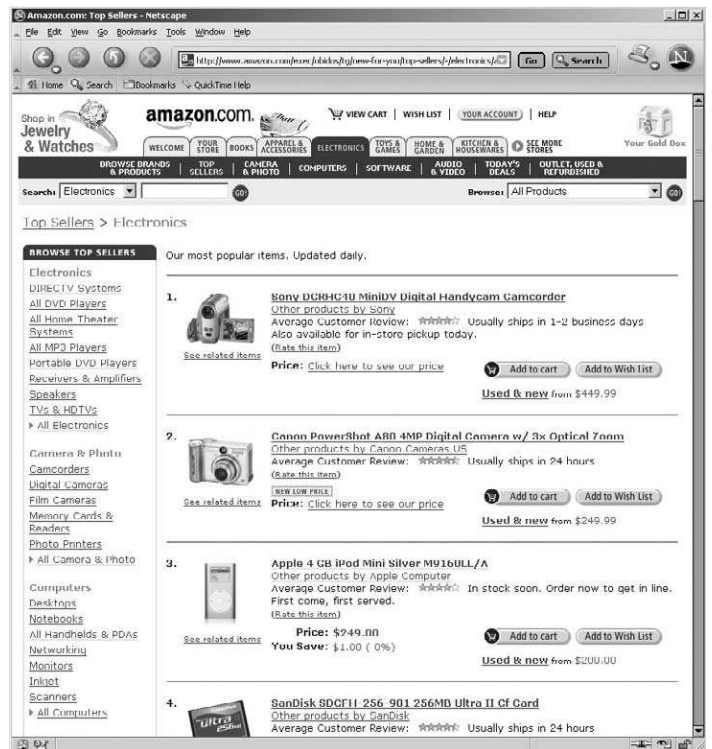 Amazon.com: Top Sellers - Netscape
File Edit View Go Bookmarks Tools Window Help
http://www.amazon.com/exec/obidos/tg/new-for-you/top-sellers/-/electronics/
Go
Search
N
Home Search Bookmarks QuickTime Help
Shop in
Jewelry
& Watches
amazon.com.
VIEW CART | WISH LIST | YOUR ACCOUNT | HELP
WELCOME
YOUR STORE
BOOKS
APPAREL & ACCESSORIES
ELECTRONICS
TOYS & GAMES
HOME & GARDEN
KITCHEN & HOUSEWARES
SEE MORE STORES
Your Gold Box
BROWSE BRANDS & PRODUCTS | TOP SELLERS | CAMERA & PHOTO | COMPUTERS | SOFTWARE | AUDIO & VIDEO | TODAY'S DEALS | OUTLET, USED & REFURBISHED
Search: Electronics GO!
Browse: All Products GO!
Top Sellers > Electronics
BROWSE TOP SELLERS
Electronics
DIRECTV Systems
All DVD Players
All Home Theater
Systems
All MP3 Players
Portable DVD Players
Receivers & Amplifiers
Speakers
TVs & HDTVs
All Electronics
Camera & Photo
Camcorders
Digital Cameras
Film Cameras
Memory Cards &
Readers
Photo Printers
All Camera & Photo
Computers
Desktops
Notebooks
All Handhelds & PDAs
Networking
Monitors
Inkjet
Scanners
All Computers
Our most popular items. Updated daily.
1.
See related items
Sony DCRHC40 MiniDV Digital Handycam Camcorder
Other products by Sony
Average Customer Review: Usually ships in 1-2 business days
Also available for in-store pickup today.
(Rate this item)
Price: Click here to see our price
Add to cart
Add to Wish List
Used & new from $449.99
2.
See related items
Canon PowerShot A80 4MP Digital Camera w/ 3x Optical Zoom
Other products by Canon Cameras US
Average Customer Review: Usually ships in 24 hours
(Rate this item)
NEW LOW PRICE
Price: Click here to see our price
Add to cart
Add to Wish List
Used & new from $249.99
3.
See related items
Apple 4 GB iPod Mini Silver M9160LL/A
Other products by Apple Computer
Average Customer Review: In stock soon. Order now to get in line.
First come, first served.
(Rate this item)
Price: $249.00
You Save: $1.00 ( 0%)
Add to cart
Add to Wish List
Used & new from $200.00
4.
ultra
SanDisk SDCFH-256-901 256MB Ultra II Cf Card
Other products by SanDisk
Average Customer Review: Usually ships in 24 hours